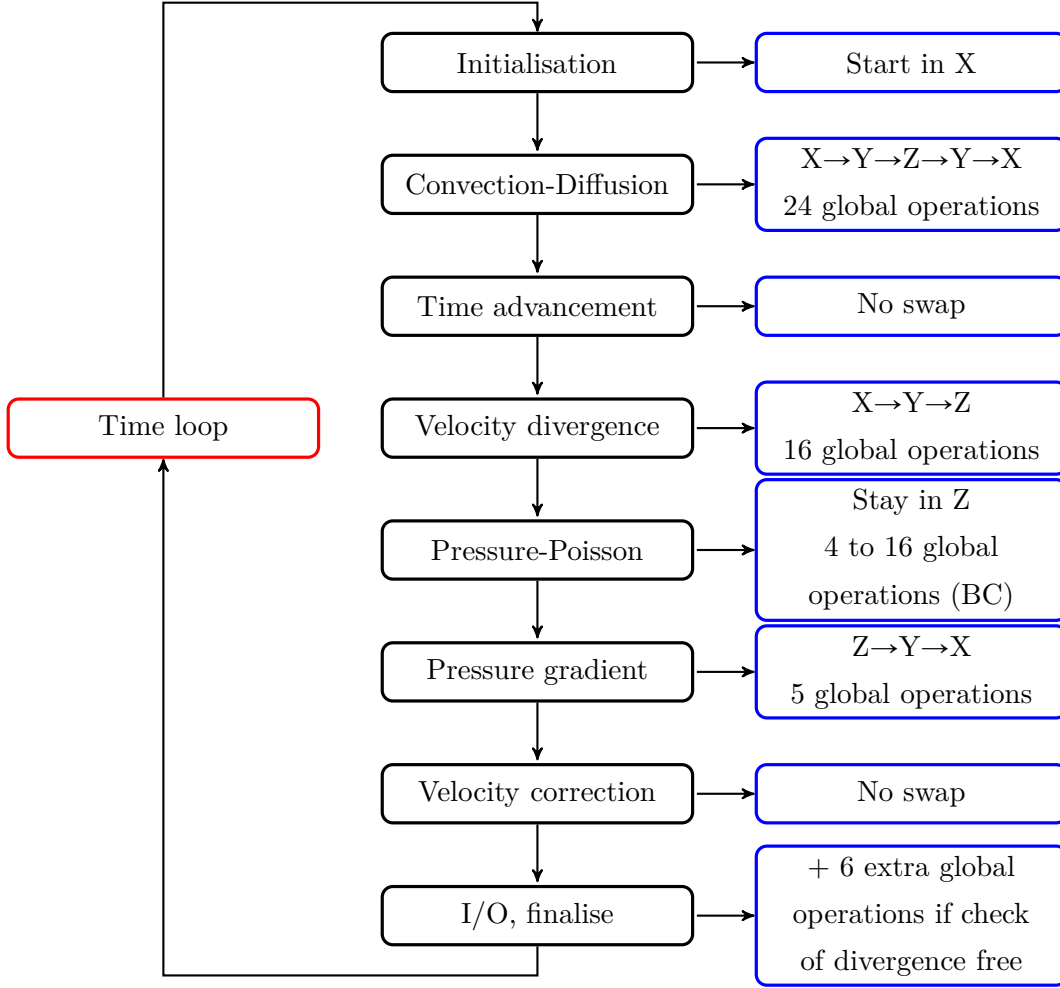 Initialisation
Start in X
Convection-Diffusion
X→Y→Z→Y→X
24 global operations
Time advancement
No swap
Time loop
Velocity divergence
X→Y→Z
16 global operations
Pressure-Poisson
Stay in Z
4 to 16 global
operations (BC)
Pressure gradient
Z→Y→X
5 global operations
Velocity correction
No swap
I/O, finalise
+ 6 extra global
operations if check
of divergence free